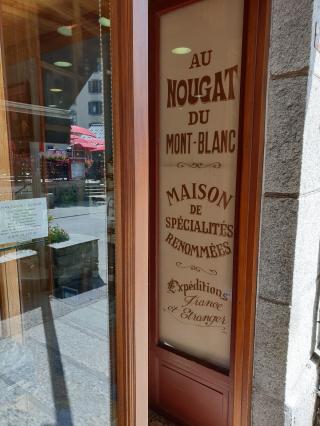 AU
NOUGAT
DU
MONT-BLANC
MAISON
DE
SPÉCIALITÉS
RENOMMÉES
Expéditions
France
et Etranger